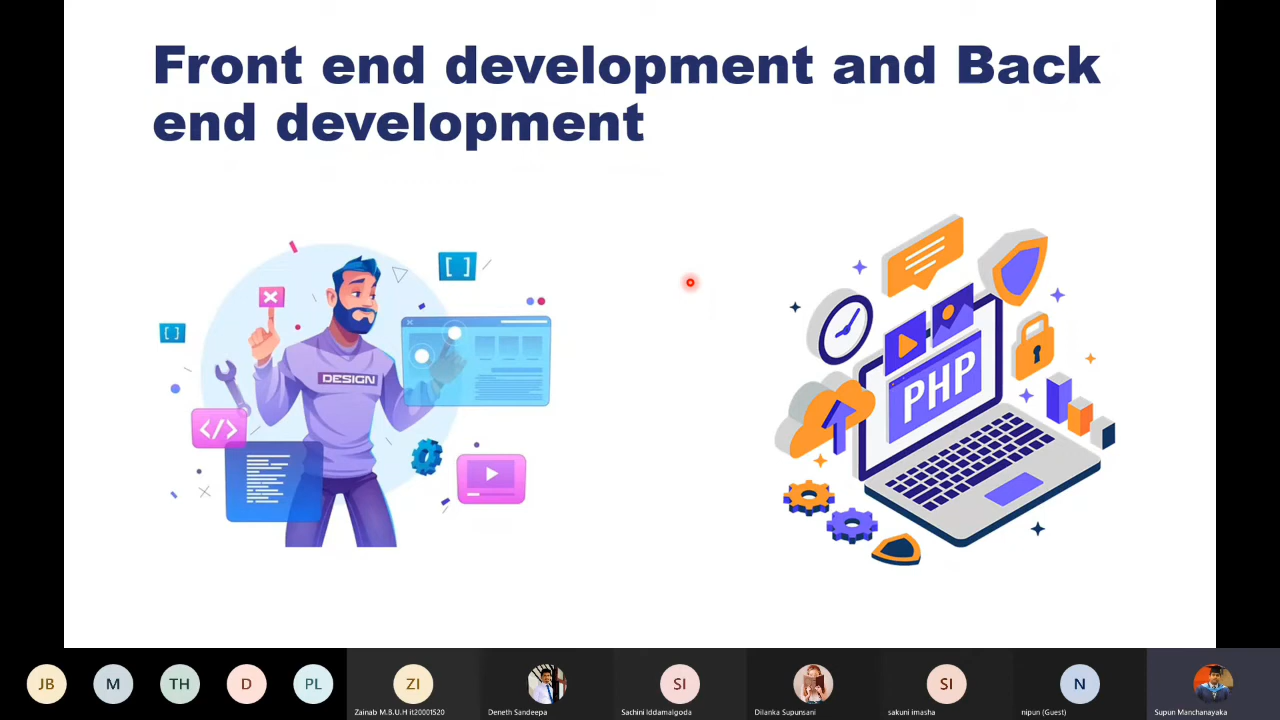 Front end development and Back
end development
[ ]
[ ]
DESIGN
</>
PHP
JB
M
TH
D
PL
ZI
SI
SI
N
Zainab M.B.U.H it20001520
Deneth Sandeepa
Sachini Iddamalgoda
Dilanka Supunsani
sakuni imasha
nipun (Guest)
Supun Manchanayaka